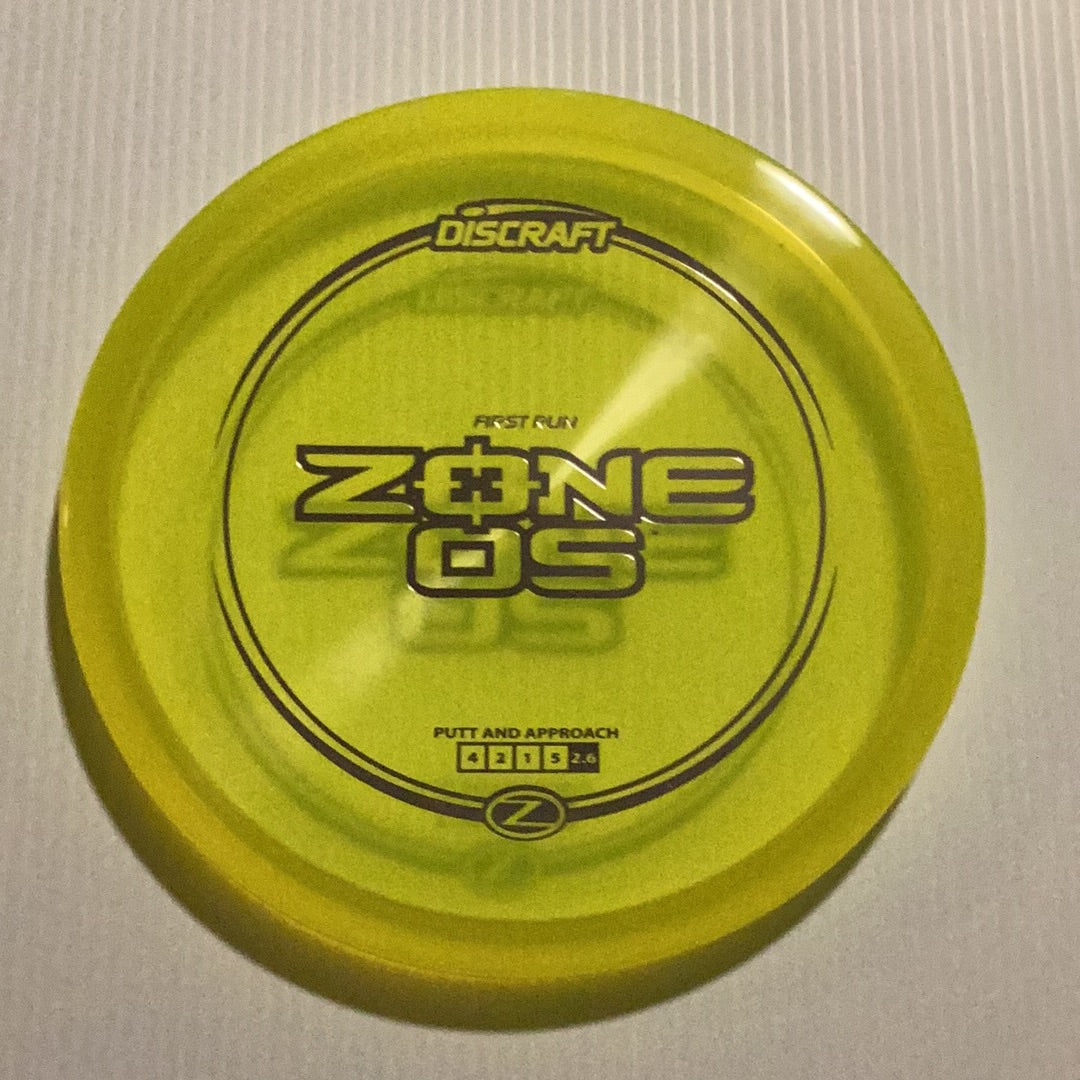 DISCRAFT
FIRST RUN
ZONE
OS
PUTT AND APPROACH
4 2 1 5 2.6
Z